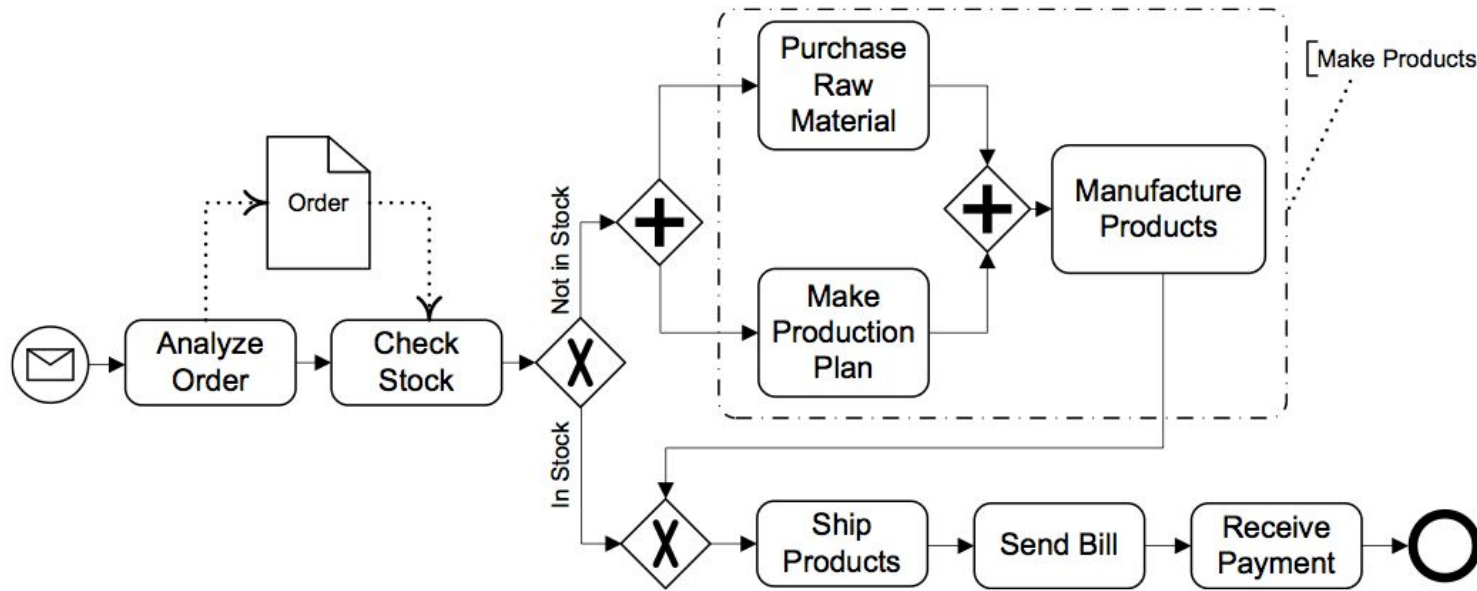 Purchase
Raw
Material
Make Products
Order
Not in Stock
Manufacture
Products
Make
Production
Plan
Analyze
Order
Check
Stock
In Stock
Ship
Products
Send Bill
Receive
Payment